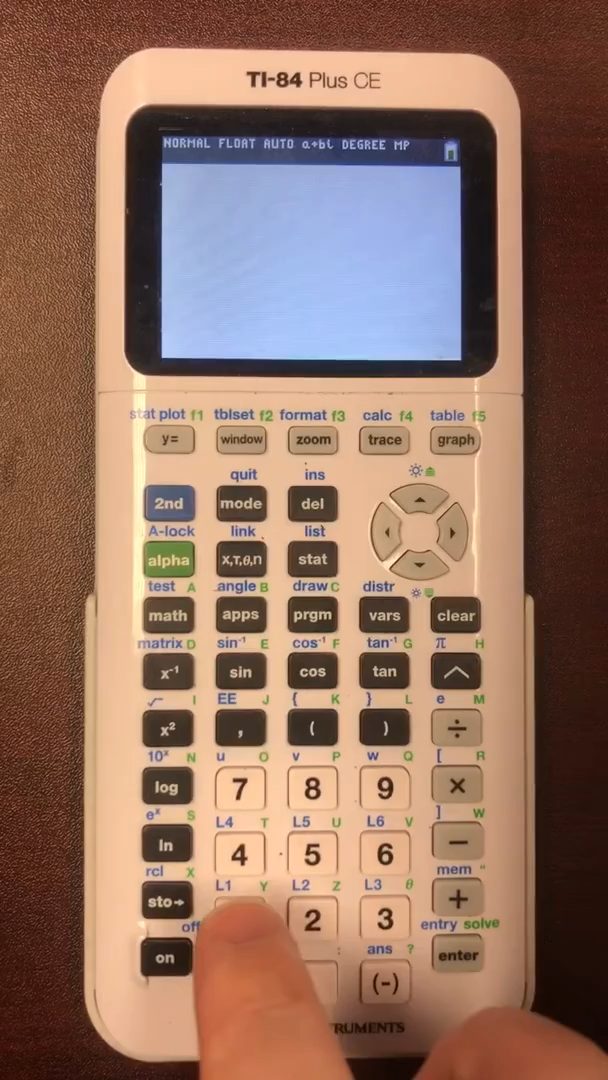 TI-84 Plus CE
NORMAL FLOAT AUTO a+bi DEGREE MP
stat plot f1 tblset f2 format f3 calc f4 table f5
y= window zoom trace graph
quit ins
2nd mode del
A-lock link list
alpha x,T,θ,n stat
test A angle B draw C distr
math apps prgm vars clear
matrix D sin⁻¹ E cos⁻¹ F tan⁻¹ G π H
x⁻¹ sin cos tan ^
√ I EE J { K } L e M
x² , ( ) ÷
10ˣ N u O v P w Q [ R
log 7 8 9 ×
eˣ S L4 T L5 U L6 V ] W
ln 4 5 6 −
rcl X L1 Y L2 Z L3 θ mem "
sto→ 2 3 +
off : ans ? entry solve
on (-) enter
RUMENTS